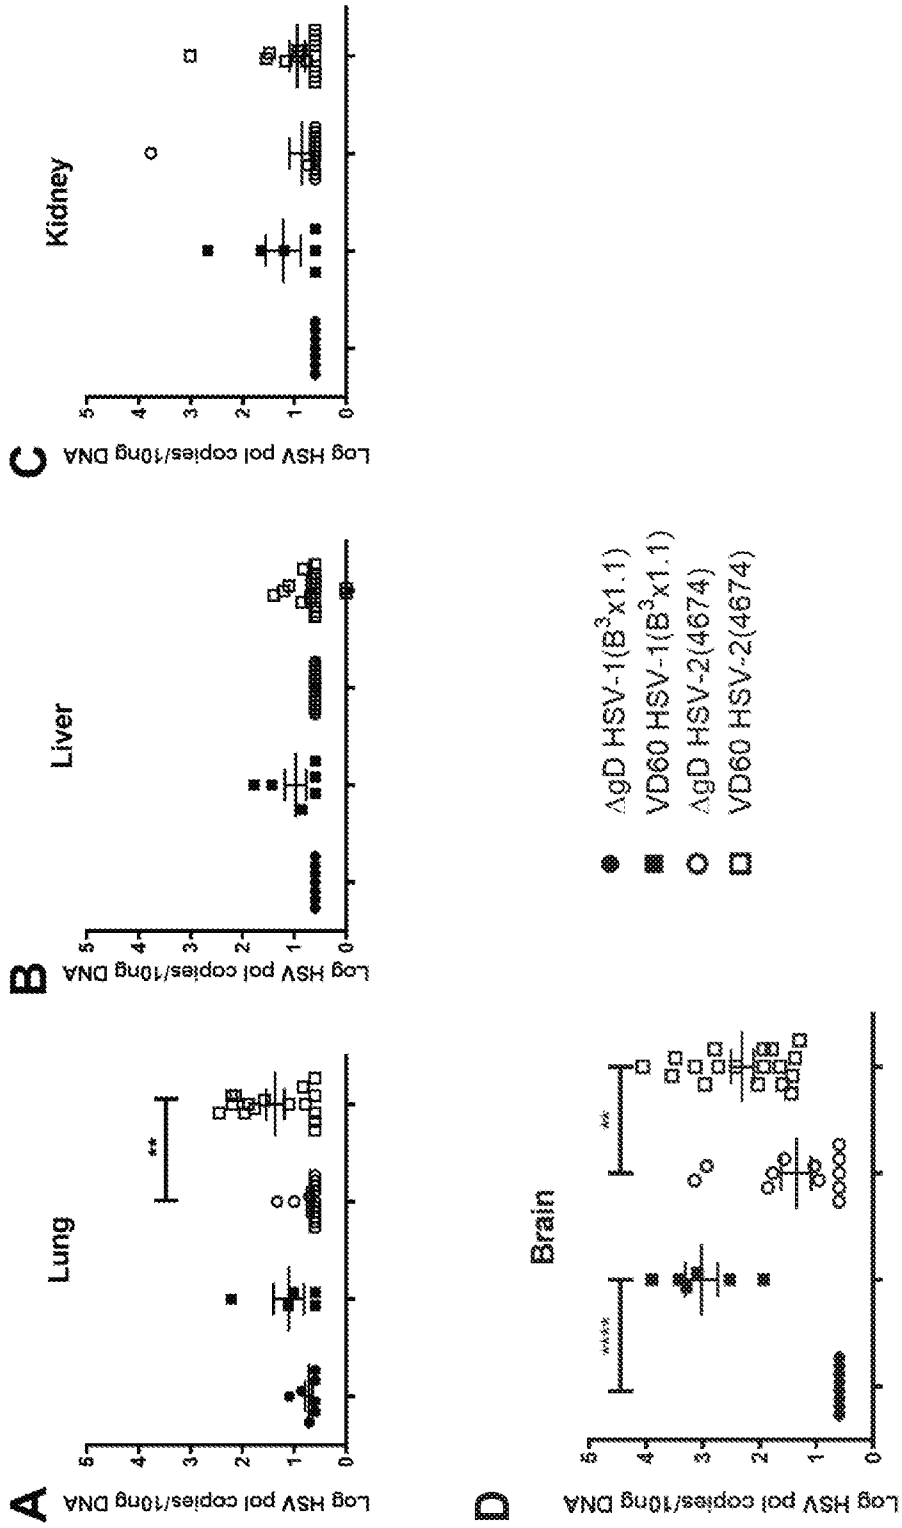 A
Lung
Log HSV pol copies/10ng DNA
5
4
3
2
1
0
**
B
Liver
Log HSV pol copies/10ng DNA
5
4
3
2
1
0
C
Kidney
Log HSV pol copies/10ng DNA
5
4
3
2
1
0
D
Brain
Log HSV pol copies/10ng DNA
5
4
3
2
1
0
****
**
ΔgD HSV-1(B³x1.1)
VD60 HSV-1(B³x1.1)
ΔgD HSV-2(4674)
VD60 HSV-2(4674)